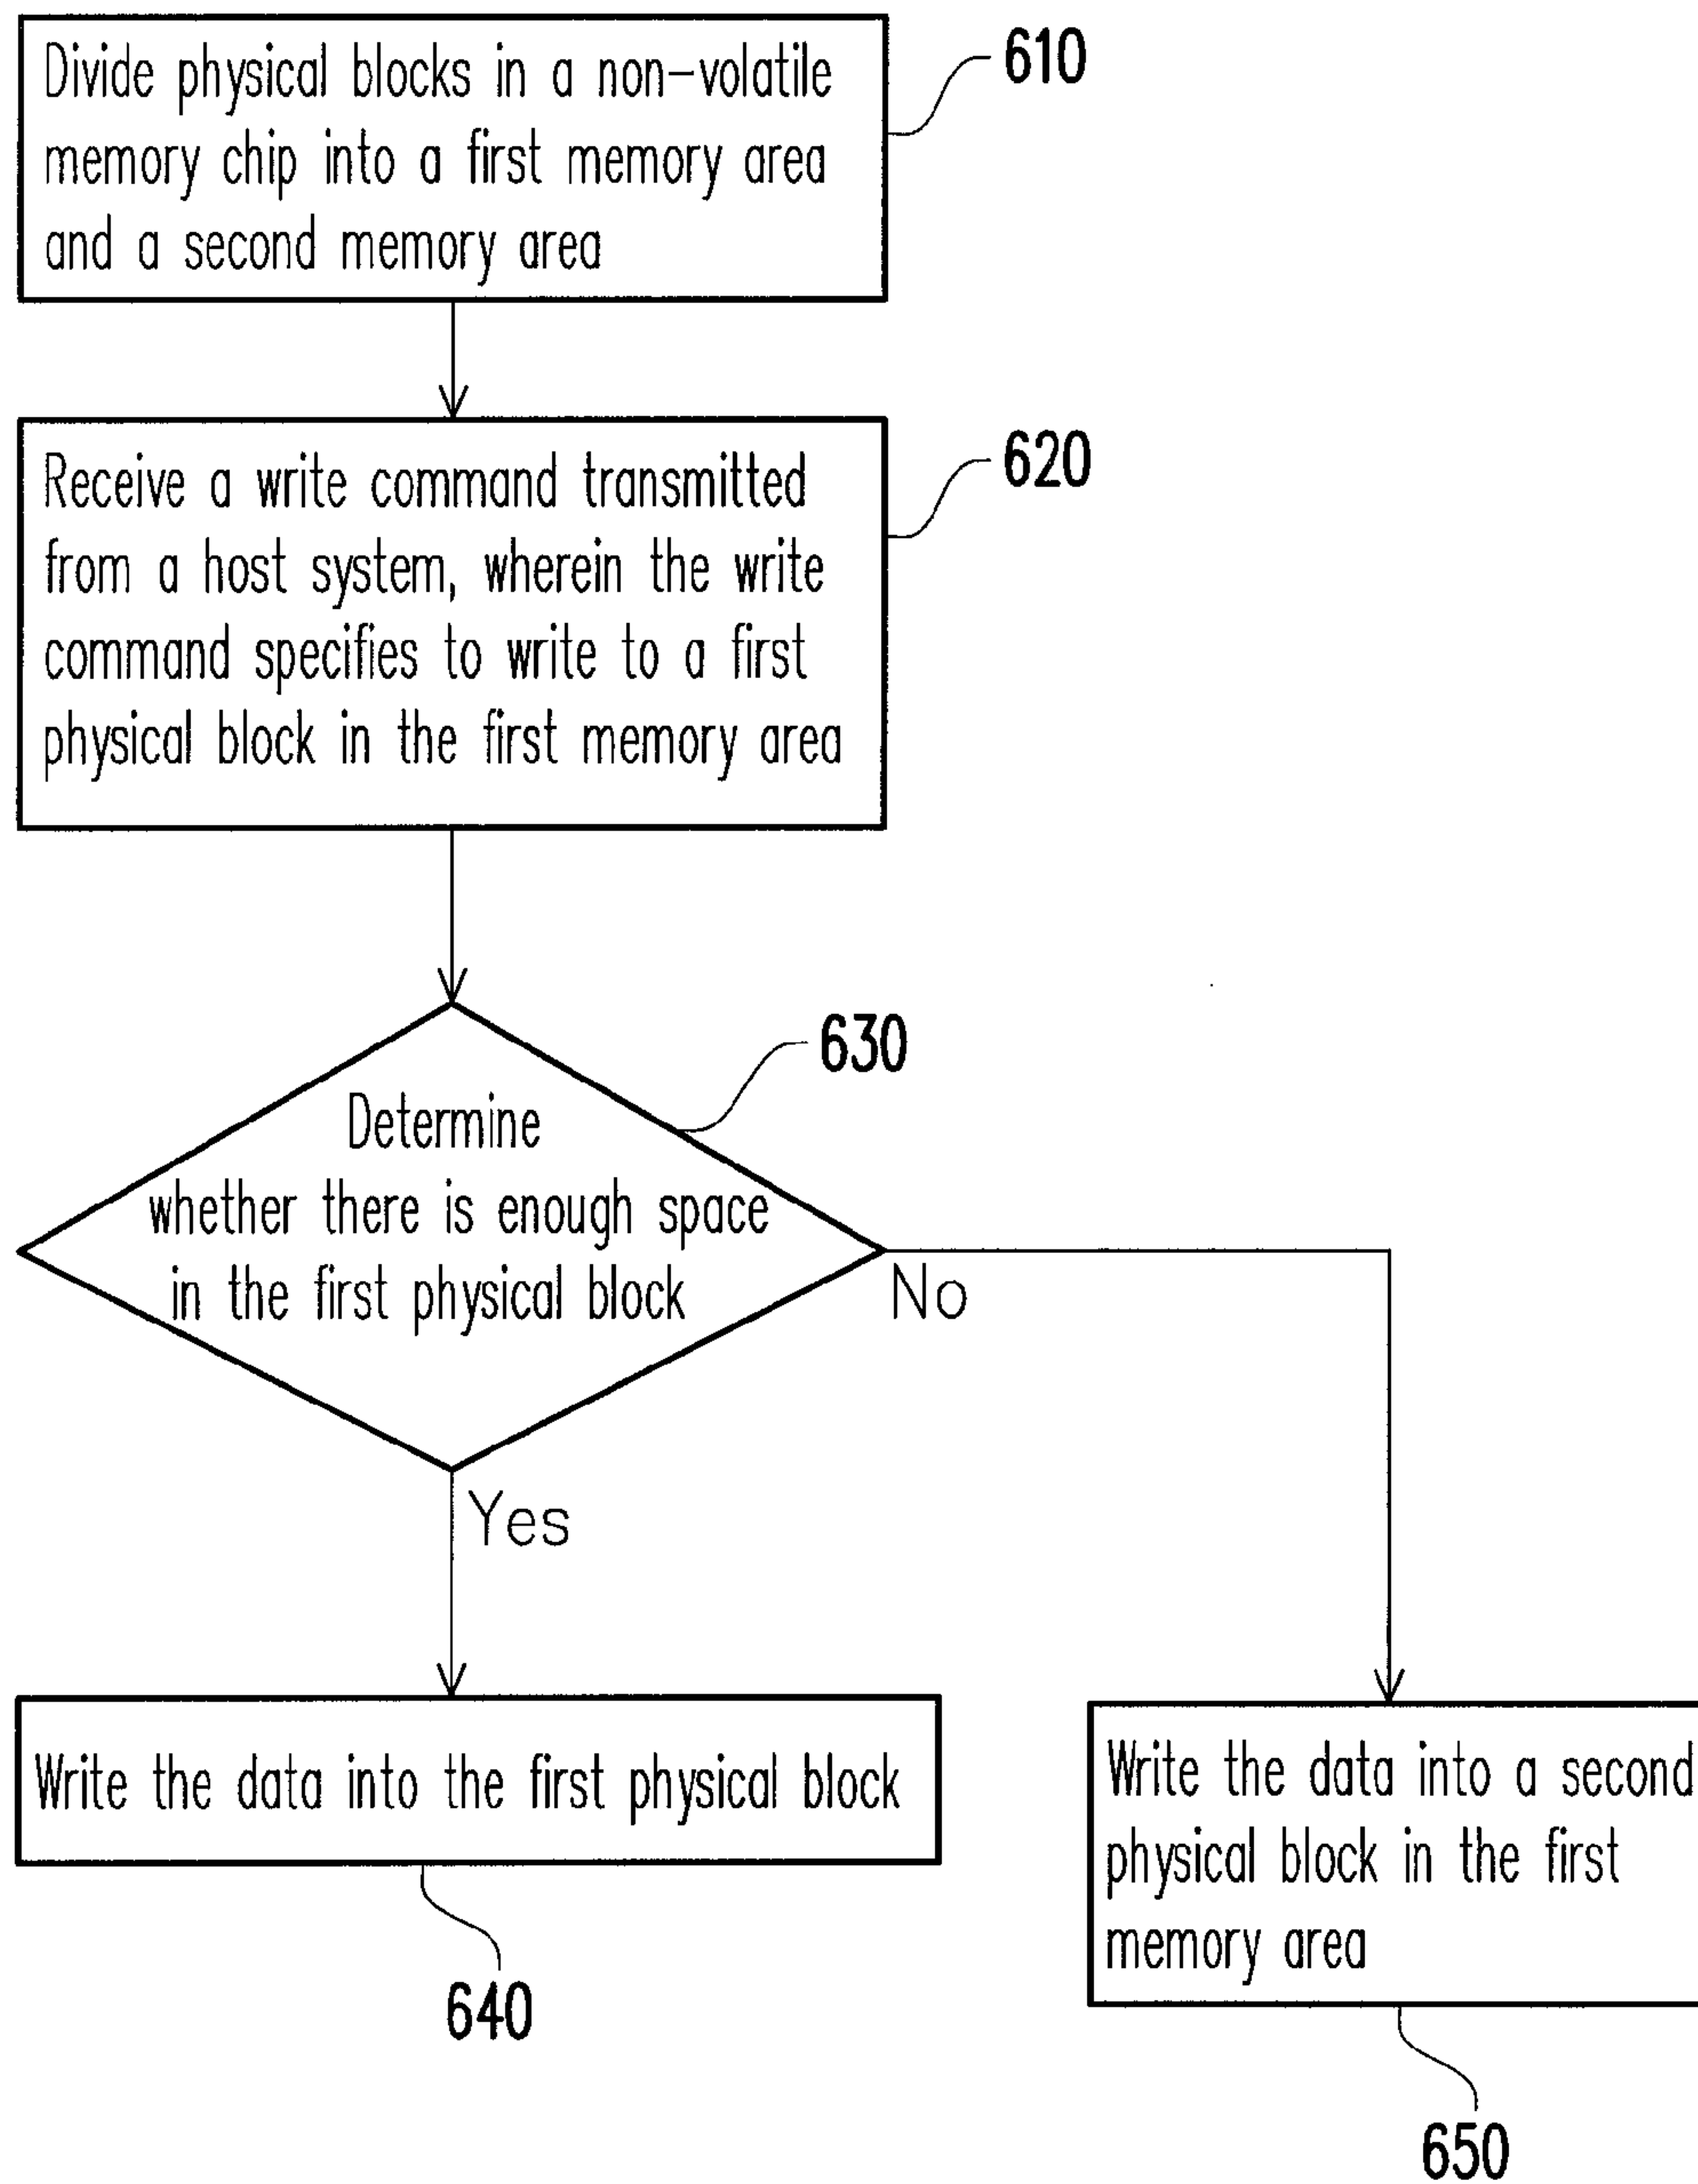 Divide physical blocks in a non-volatile
memory chip into a first memory area
and a second memory area
610
Receive a write command transmitted
from a host system, wherein the write
command specifies to write to a first
physical block in the first memory area
620
630
Determine
whether there is enough space
in the first physical block
No
Yes
Write the data into the first physical block
640
Write the data into a second
physical block in the first
memory area
650